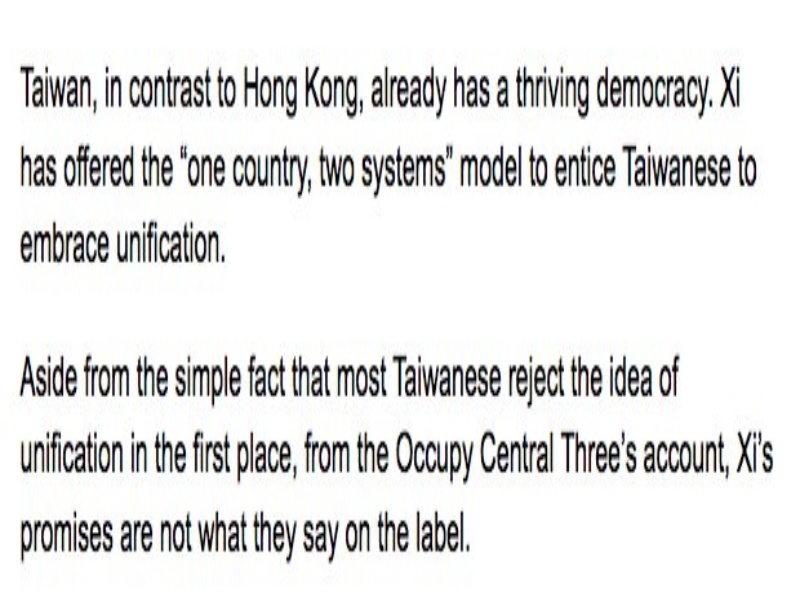 Taiwan, in contrast to Hong Kong, already has a thriving democracy. Xi
has offered the “one country, two systems” model to entice Taiwanese to
embrace unification.
Aside from the simple fact that most Taiwanese reject the idea of
unification in the first place, from the Occupy Central Three’s account, Xi’s
promises are not what they say on the label.